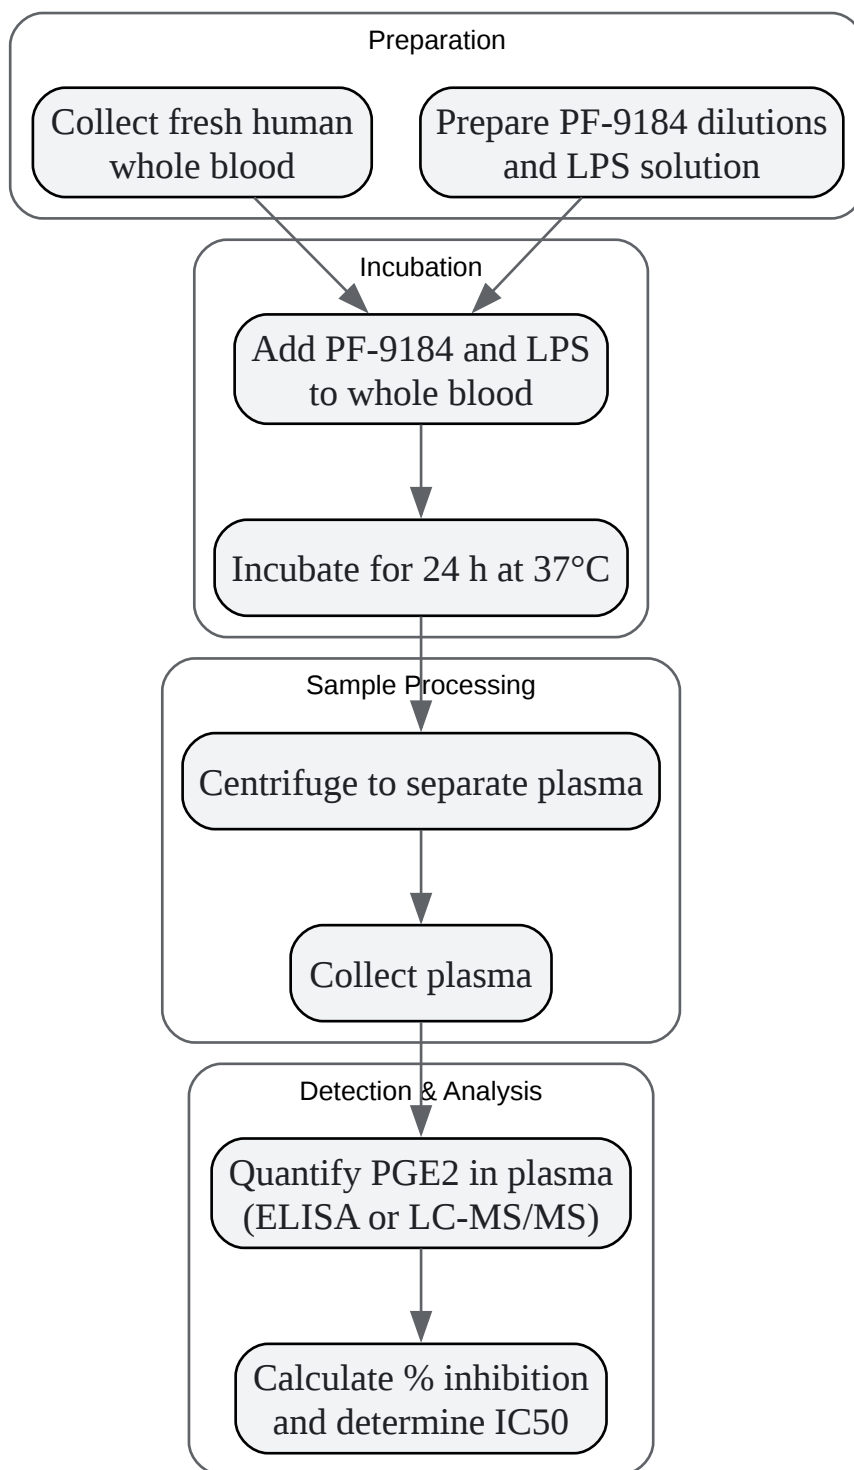 Preparation
Collect fresh human
whole blood
Prepare PF-9184 dilutions
and LPS solution
Incubation
Add PF-9184 and LPS
to whole blood
Incubate for 24 h at 37°C
Sample Processing
Centrifuge to separate plasma
Collect plasma
Detection & Analysis
Quantify PGE2 in plasma
(ELISA or LC-MS/MS)
Calculate % inhibition
and determine IC50